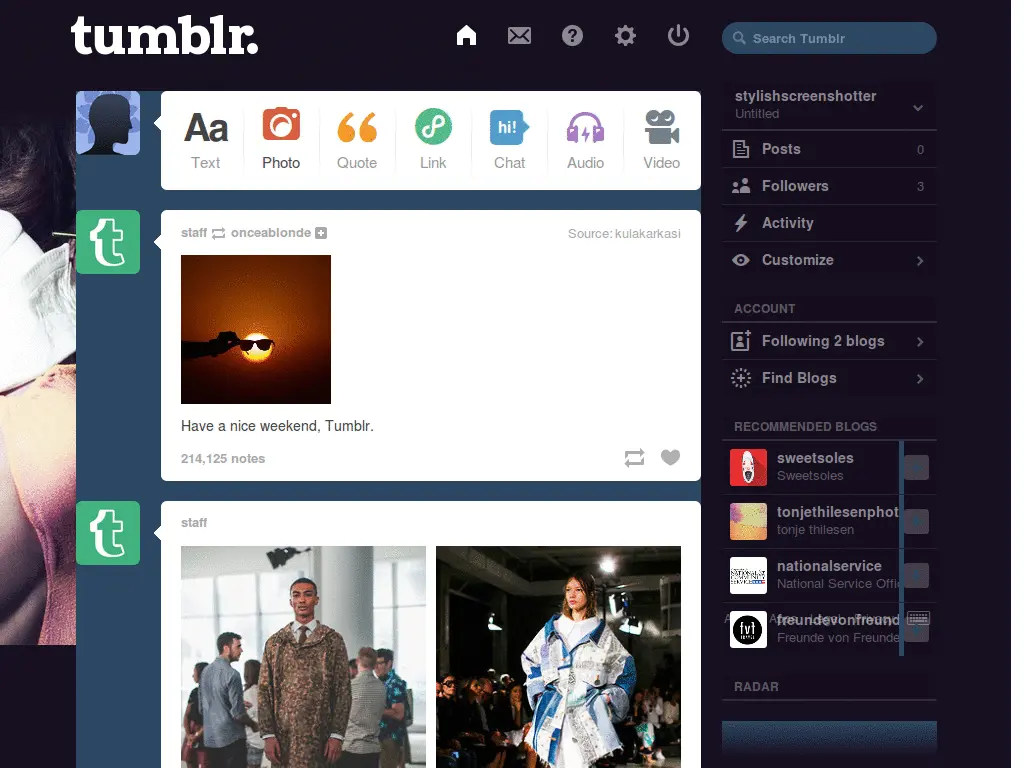 tumblr.
Search Tumblr
Aa
hi!
Text Photo Quote Link Chat Audio Video
staff onceablonde
Source: kulakarkasi
Have a nice weekend, Tumblr.
214,125 notes
staff
stylishscreenshotter
Untitled
Posts 0
Followers 3
Activity
Customize
ACCOUNT
Following 2 blogs
Find Blogs
RECOMMENDED BLOGS
sweetsoles
Sweetsoles
tonjethilesenphot
tonje thilesen
nationalservice
National Service Offi
freundevonfreund
Freunde von Freunde
fvf
RADAR